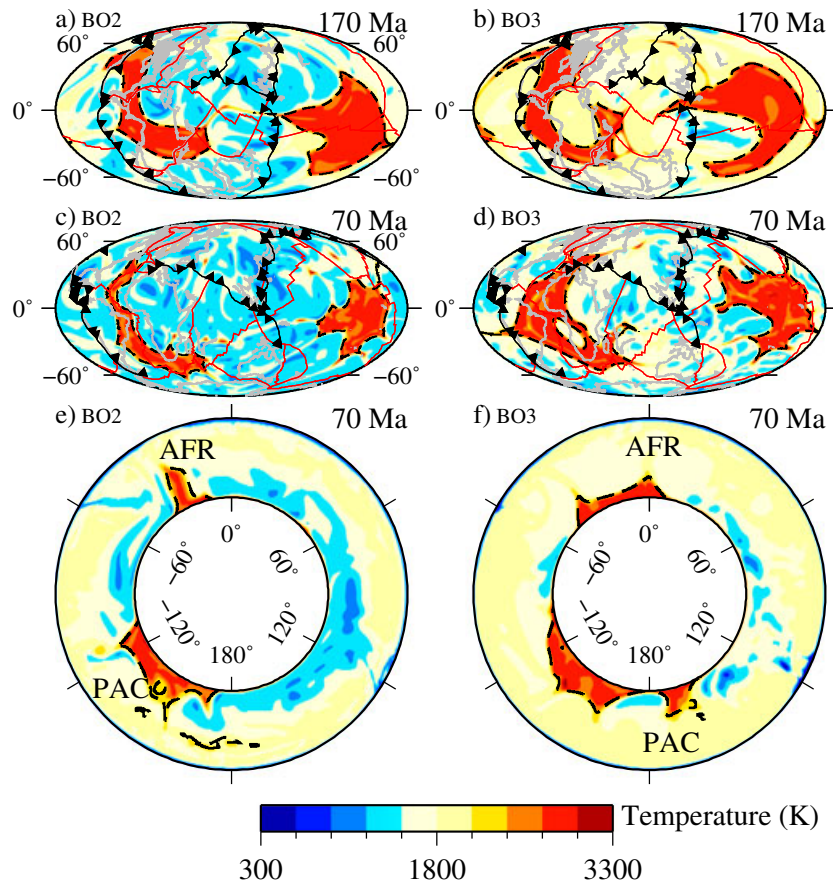 a) BO2 170 Ma b) BO3 170 Ma
60° 60°
0° 0°
−60° −60°
c) BO2 70 Ma d) BO3 70 Ma
60° 60°
0° 0°
−60° −60°
e) BO2 70 Ma f) BO3 70 Ma
AFR AFR
0° 0°
−60° 60° −60° 60°
−120° 120° −120° 120°
180° 180°
PAC PAC
Temperature (K)
300 1800 3300